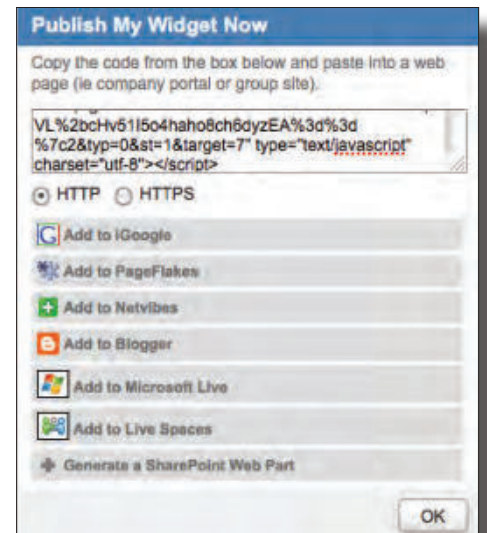 Publish My Widget Now
Copy the code from the box below and paste into a web
page (ie company portal or group site).
VL%2bcHv51I5o4haho8ch6dyzEA%3d%3d
%7c2&typ=0&st=1&target=7" type="text/javascript"
charset="utf-8"></script>
HTTP HTTPS
Add to iGoogle
Add to PageFlakes
Add to Netvibes
Add to Blogger
Add to Microsoft Live
Add to Live Spaces
Generate a SharePoint Web Part
OK